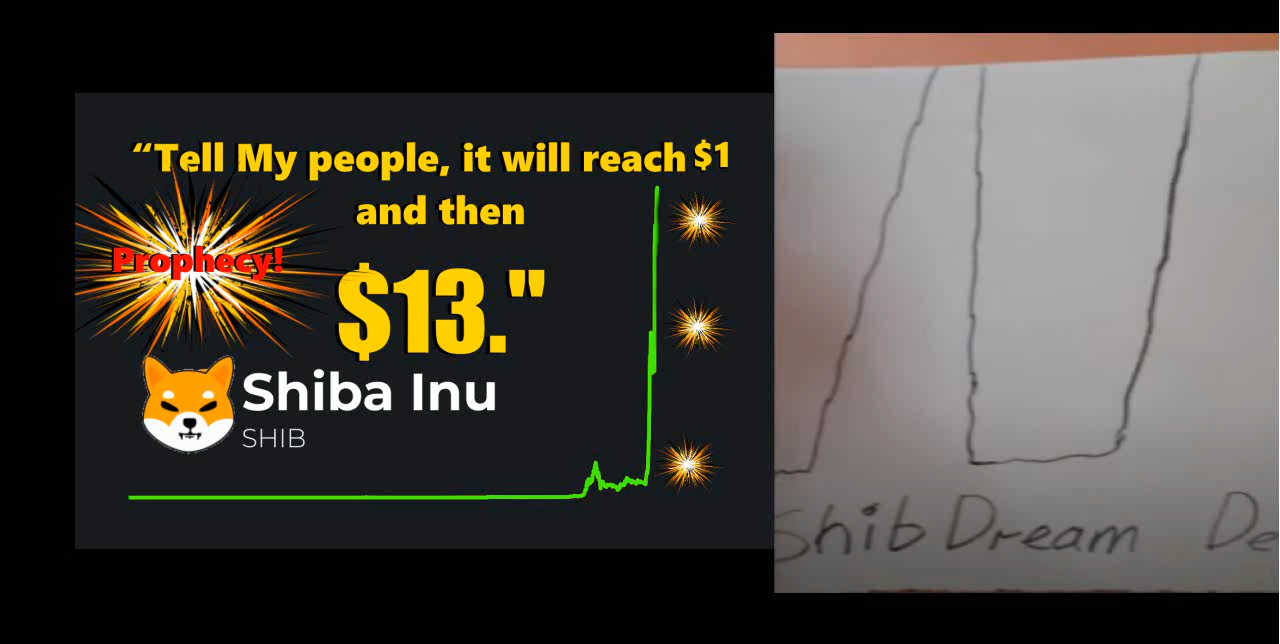 “Tell My people, it will reach $1
and then
Prophecy!
$13."
Shiba Inu
SHIB
Shib Dream